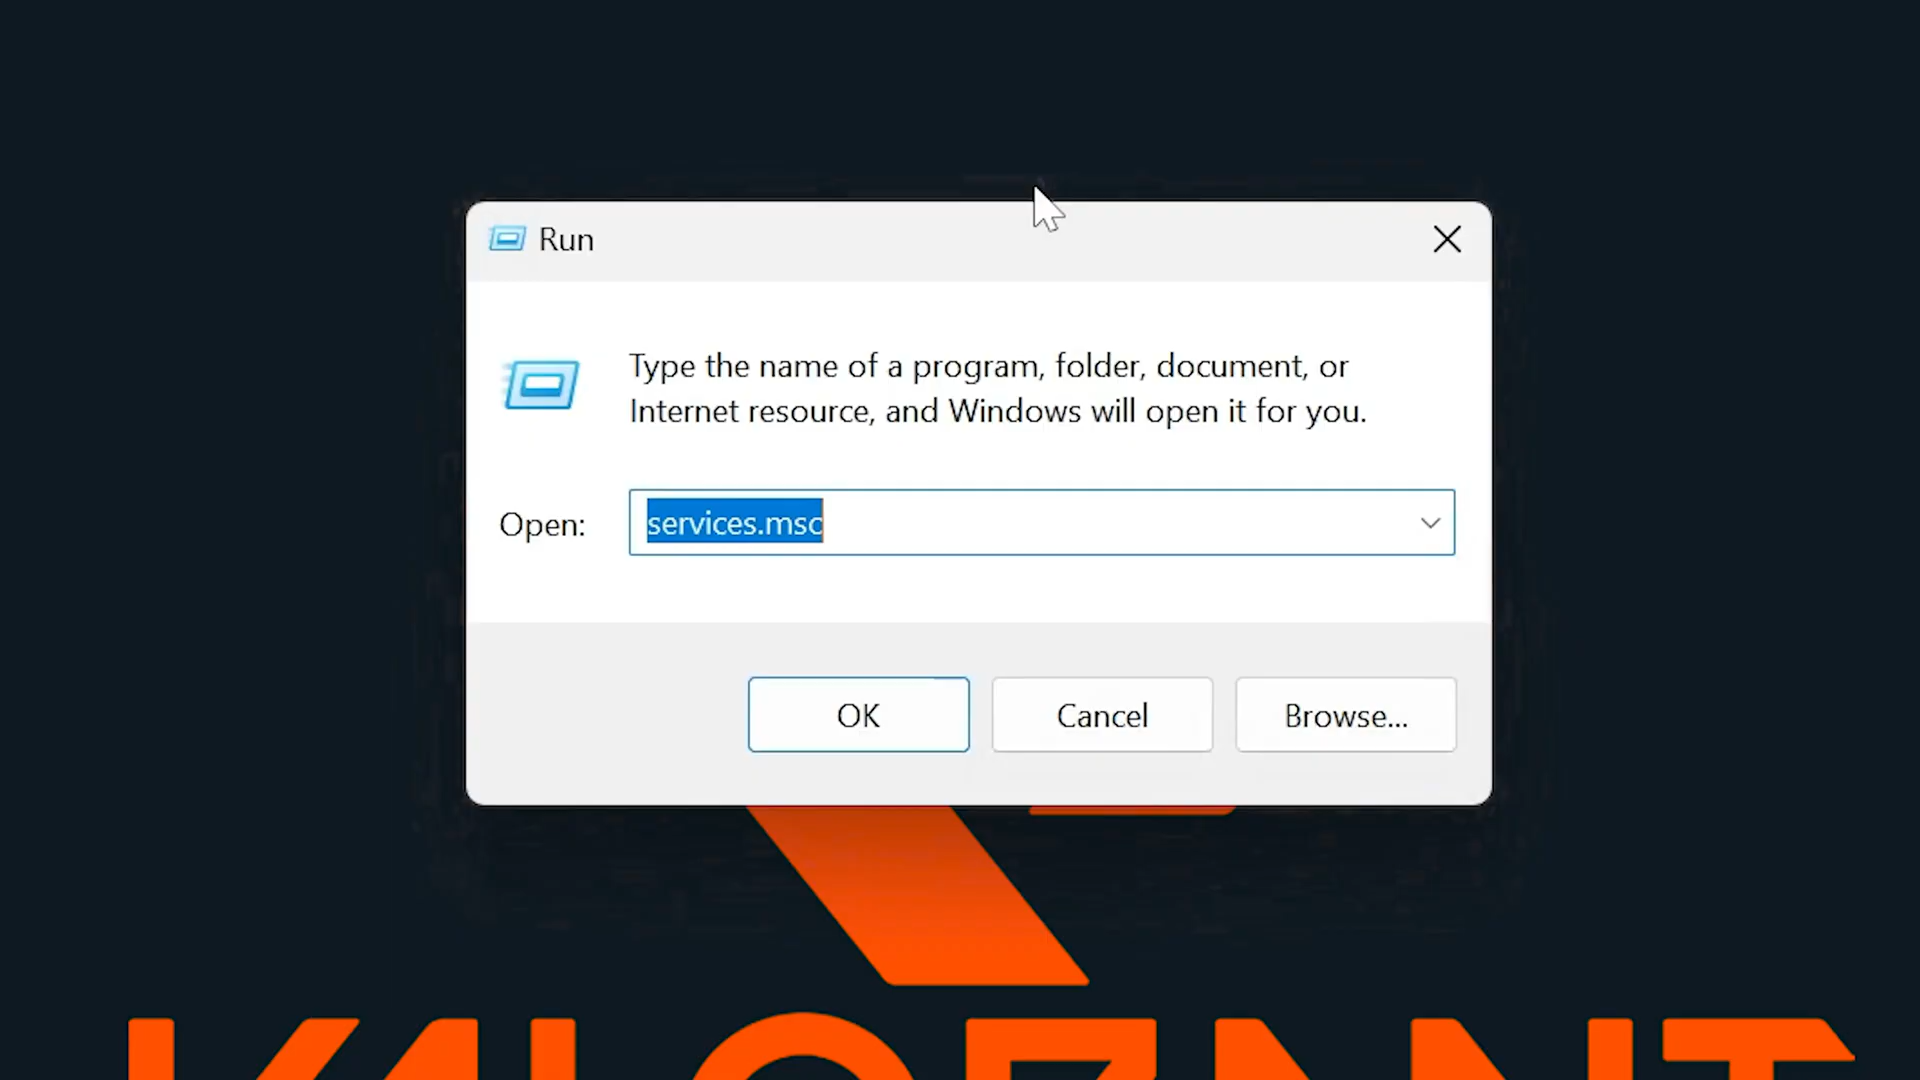 Run
Type the name of a program, folder, document, or
Internet resource, and Windows will open it for you.
Open:
services.msc
OK
Cancel
Browse...